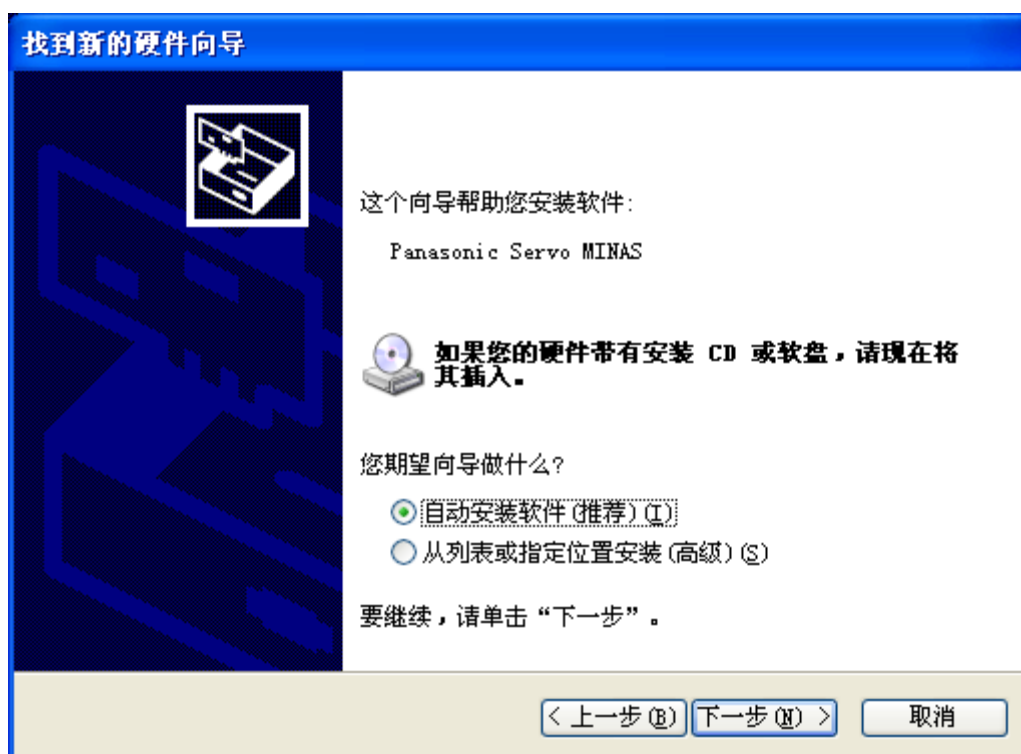 找到新的硬件向导
这个向导帮助您安装软件:
Panasonic Servo MINAS
如果您的硬件带有安装 CD 或软盘，请现在将
其插入。
您期望向导做什么?
自动安装软件(推荐)(I)
从列表或指定位置安装(高级)(S)
要继续，请单击“下一步”。
< 上一步(B) 下一步(N) > 取消